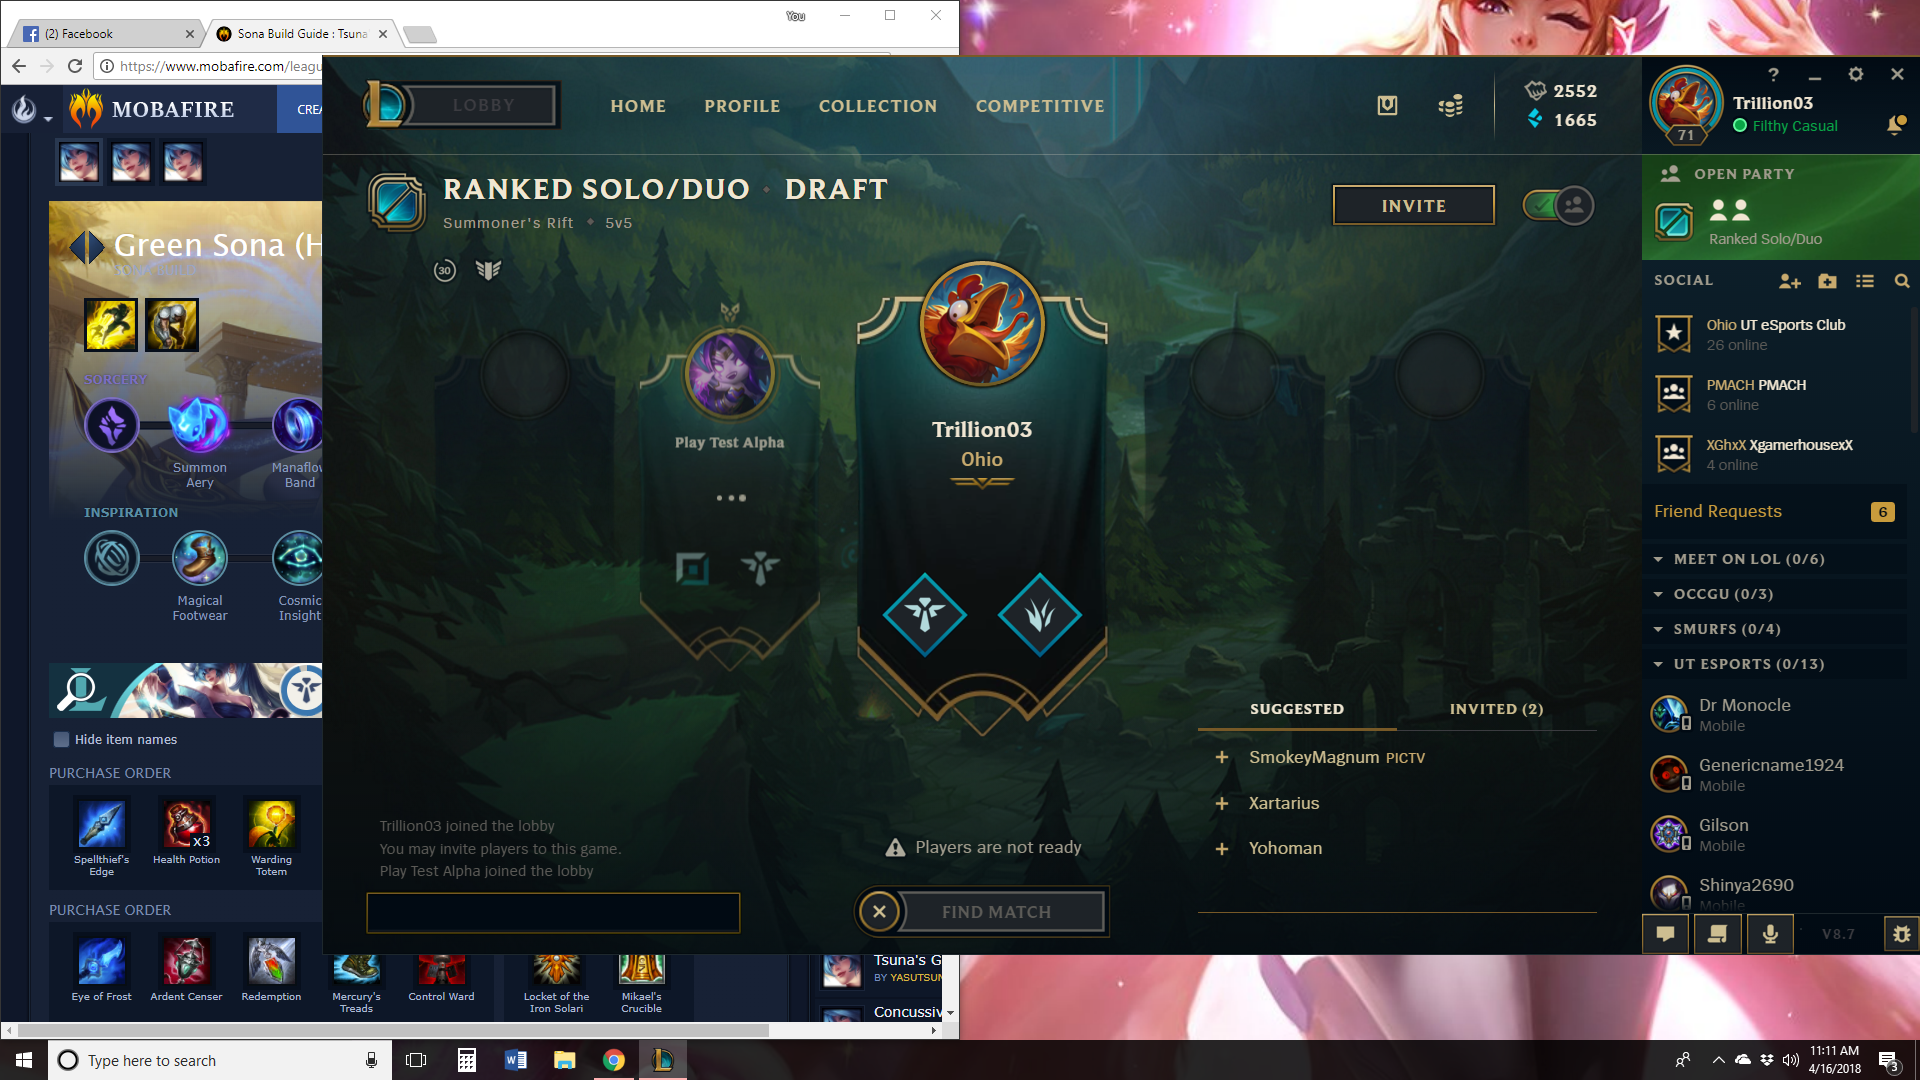 You
(2) Facebook
Sona Build Guide : Tsuna
https://www.mobafire.com/leagu
MOBAFIRE
CREA
Green Sona (H
SORCERY
Summon Aery
Manaflow Band
INSPIRATION
Magical Footwear
Cosmic Insight
Hide item names
PURCHASE ORDER
x3
Spellthief's Edge
Health Potion
Warding Totem
PURCHASE ORDER
Eye of Frost
Ardent Censer
Redemption
Mercury's Treads
Control Ward
Locket of the Iron Solari
Mikael's Crucible
Tsuna's G
BY YASUTSUN
Concussiv
LOBBY
HOME
PROFILE
COLLECTION
COMPETITIVE
2552
1665
RANKED SOLO/DUO • DRAFT
Summoner's Rift • 5v5
INVITE
30
Play Test Alpha
...
Trillion03
Ohio
SUGGESTED
INVITED (2)
SmokeyMagnum PICTV
Xartarius
Yohoman
Trillion03 joined the lobby
You may invite players to this game.
Play Test Alpha joined the lobby
Players are not ready
FIND MATCH
?
Trillion03
Filthy Casual
71
OPEN PARTY
Ranked Solo/Duo
SOCIAL
Ohio UT eSports Club
26 online
PMACH PMACH
6 online
XGhxX XgamerhousexX
4 online
Friend Requests
6
MEET ON LOL (0/6)
OCCGU (0/3)
SMURFS (0/4)
UT ESPORTS (0/13)
Dr Monocle
Mobile
Genericname1924
Mobile
Gilson
Mobile
Shinya2690
Mobile
V8.7
Type here to search
11:11 AM
4/16/2018
3